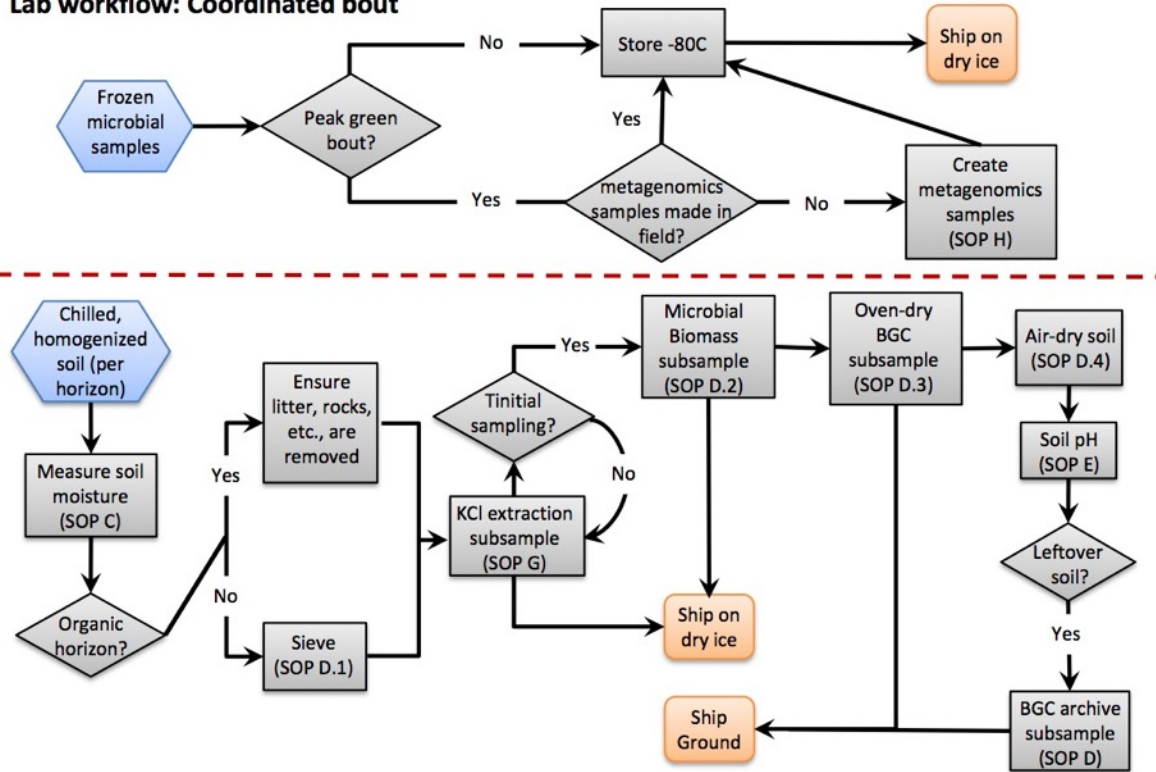 Lab workflow: Coordinated bout
Frozen
microbial
samples
Peak green
bout?
No
Store -80C
Ship on
dry ice
Yes
metagenomics
samples made in
field?
Yes
No
Create
metagenomics
samples
(SOP H)
Chilled,
homogenized
soil (per
horizon)
Measure soil
moisture
(SOP C)
Organic
horizon?
Yes
No
Ensure
litter, rocks,
etc., are
removed
Sieve
(SOP D.1)
KCl extraction
subsample
(SOP G)
Tinitial
sampling?
No
Yes
Microbial
Biomass
subsample
(SOP D.2)
Oven-dry
BGC
subsample
(SOP D.3)
Air-dry soil
(SOP D.4)
Soil pH
(SOP E)
Leftover
soil?
Yes
BGC archive
subsample
(SOP D)
Ship on
dry ice
Ship
Ground